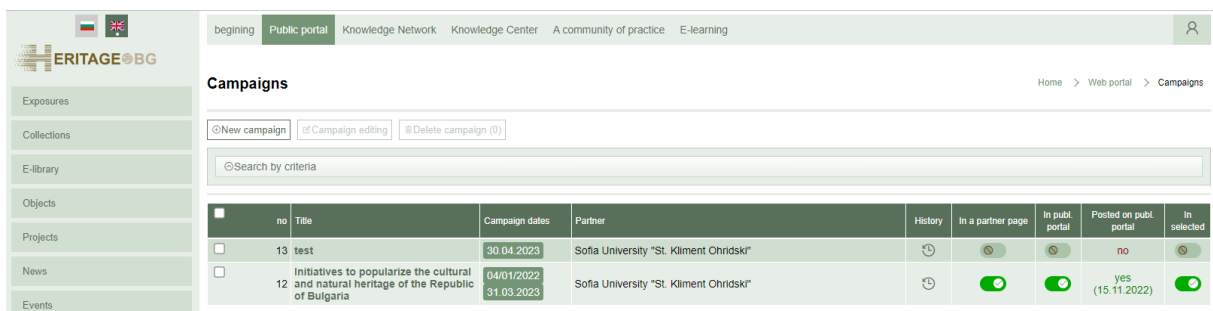 begining Public portal Knowledge Network Knowledge Center A community of practice E-learning
HERITAGE BG
Campaigns
Home > Web portal > Campaigns
Exposures
Collections
E-library
Objects
Projects
News
Events
New campaign Campaign editing Delete campaign (0)
Search by criteria
no Title Campaign dates Partner History In a partner page In publ. portal Posted on publ. portal In selected
13 test 30.04.2023 Sofia University "St. Kliment Ohridski" no
Initiatives to popularize the cultural
12 and natural heritage of the Republic
of Bulgaria
04/01/2022
31.03.2023
Sofia University "St. Kliment Ohridski"
yes
(15.11.2022)